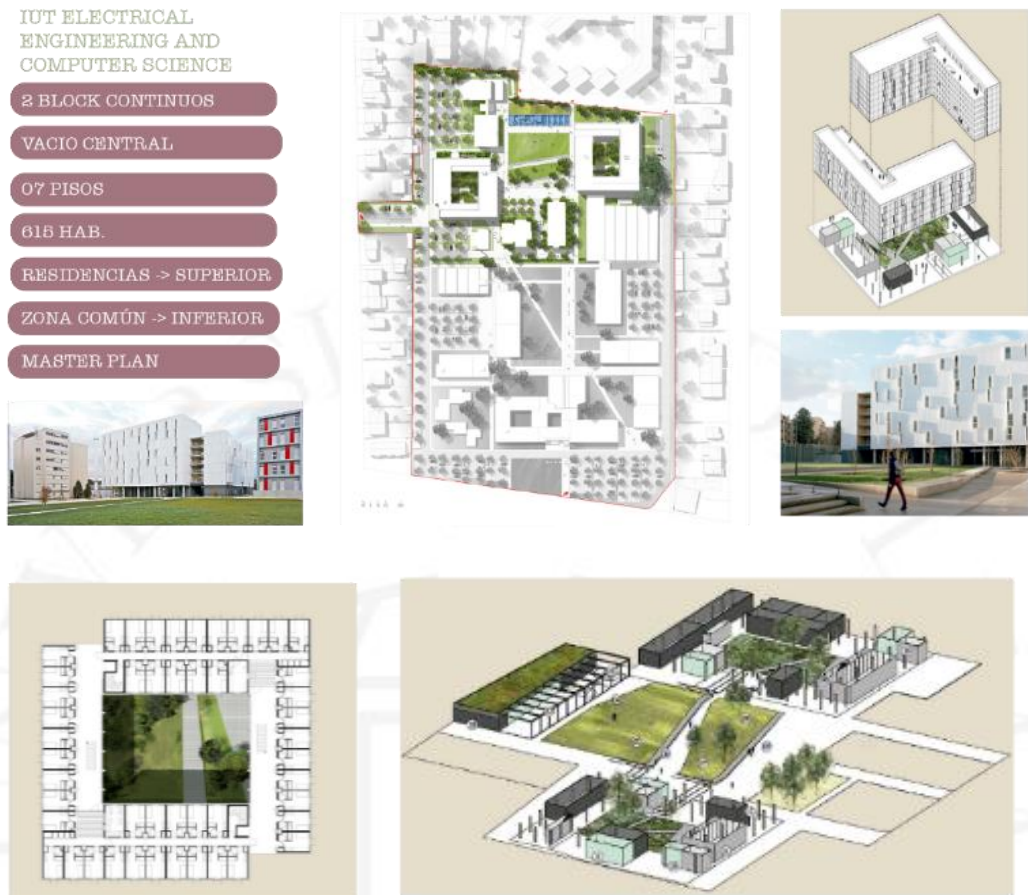 IUT ELECTRICAL
ENGINEERING AND
COMPUTER SCIENCE
2 BLOCK CONTINUOS
VACIO CENTRAL
07 PISOS
615 HAB.
RESIDENCIAS -> SUPERIOR
ZONA COMÚN -> INFERIOR
MASTER PLAN